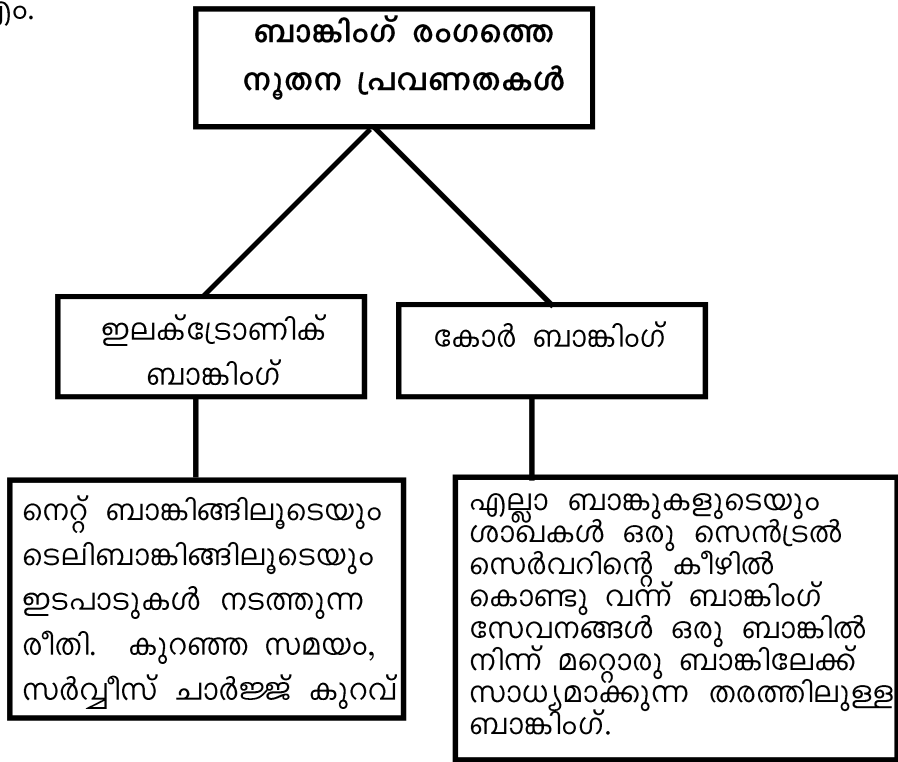 ബാങ്കിംഗ് രംഗത്തെ
നൂതന പ്രവണതകൾ
ഇലക്ട്രോണിക്
ബാങ്കിംഗ്
കോർ ബാങ്കിംഗ്
നെറ്റ് ബാങ്കിങ്ങിലൂടെയും
ടെലിബാങ്കിങ്ങിലൂടെയും
ഇടപാടുകൾ നടത്തുന്ന
രീതി. കുറഞ്ഞ സമയം,
സർവ്വീസ് ചാർജ്ജ് കുറവ്
എല്ലാ ബാങ്കുകളുടെയും
ശാഖകൾ ഒരു സെൻട്രൽ
സെർവറിന്റെ കീഴിൽ
കൊണ്ടു വന്ന് ബാങ്കിംഗ്
സേവനങ്ങൾ ഒരു ബാങ്കിൽ
നിന്ന് മറ്റൊരു ബാങ്കിലേക്ക്
സാധ്യമാക്കുന്ന തരത്തിലുള്ള
ബാങ്കിംഗ്.